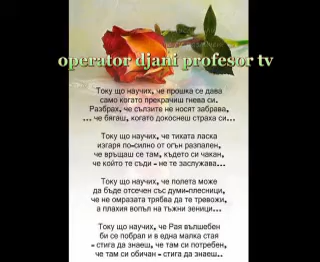 operator djani profesor tv
Току що научих, че прошка се дава
само когато прекрачиш гнева си.
Разбрах, че сълзите не носят забрава,
... че бягаш, когато докоснеш страха си...
Току що научих, че тихата ласка
изгаря по-силно от огън разпален,
че връщаш се там, където си чакан,
че който те съди - не те заслужава...
Току що научих, че полета може
да бъде отсечен със думи-плесници,
че не омразата трябва да те тревожи,
а плахия вопъл на тъжни зеници...
Току що научих, че Рая вълшебен
би се побрал и в една малка стая
- стига да знаеш, че там си потребен,
че там си обичан - стига да знаеш...